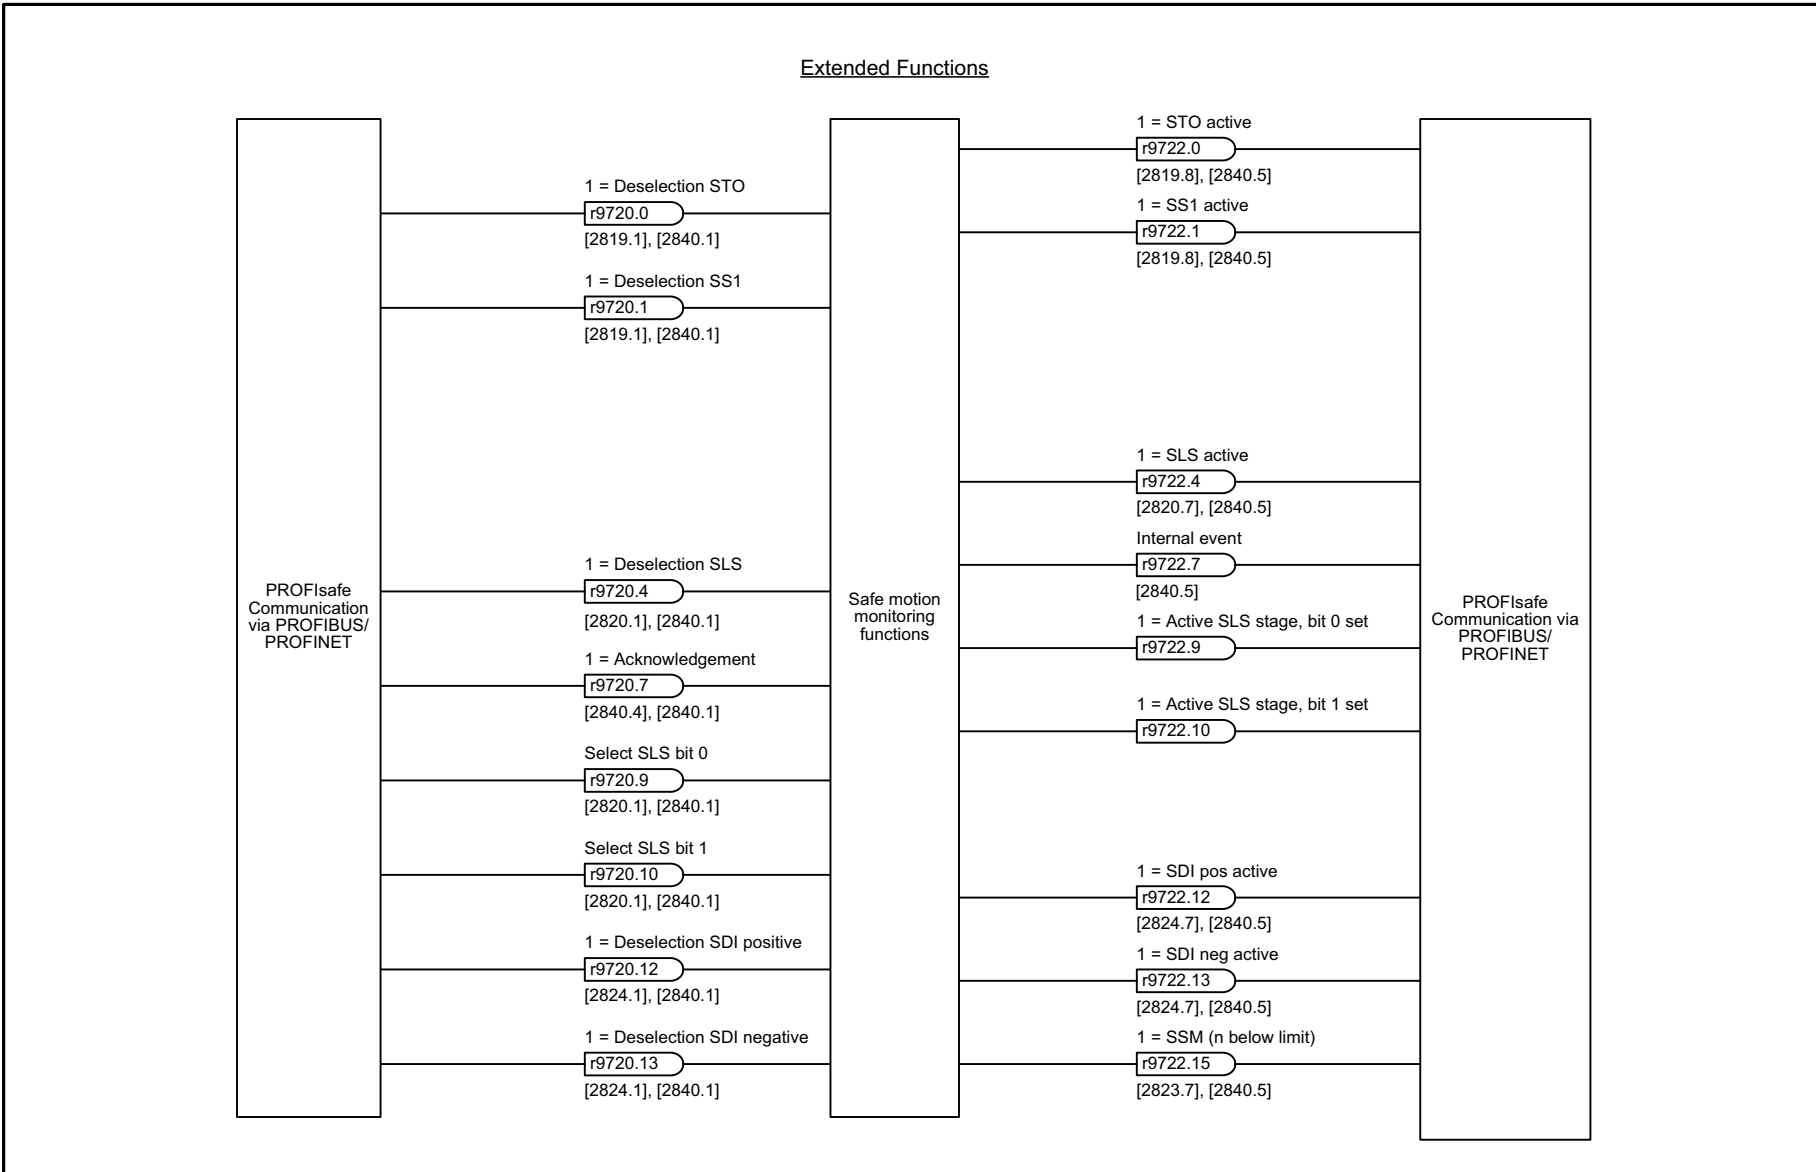 Extended Functions
PROFIsafe
Communication
via PROFIBUS/
PROFINET
1 = Deselection STO
r9720.0
[2819.1], [2840.1]
1 = Deselection SS1
r9720.1
[2819.1], [2840.1]
1 = Deselection SLS
r9720.4
[2820.1], [2840.1]
1 = Acknowledgement
r9720.7
[2840.4], [2840.1]
Select SLS bit 0
r9720.9
[2820.1], [2840.1]
Select SLS bit 1
r9720.10
[2820.1], [2840.1]
1 = Deselection SDI positive
r9720.12
[2824.1], [2840.1]
1 = Deselection SDI negative
r9720.13
[2824.1], [2840.1]
Safe motion
monitoring
functions
1 = STO active
r9722.0
[2819.8], [2840.5]
1 = SS1 active
r9722.1
[2819.8], [2840.5]
1 = SLS active
r9722.4
[2820.7], [2840.5]
Internal event
r9722.7
[2840.5]
1 = Active SLS stage, bit 0 set
r9722.9
1 = Active SLS stage, bit 1 set
r9722.10
1 = SDI pos active
r9722.12
[2824.7], [2840.5]
1 = SDI neg active
r9722.13
[2824.7], [2840.5]
1 = SSM (n below limit)
r9722.15
[2823.7], [2840.5]
PROFIsafe
Communication via
PROFIBUS/
PROFINET